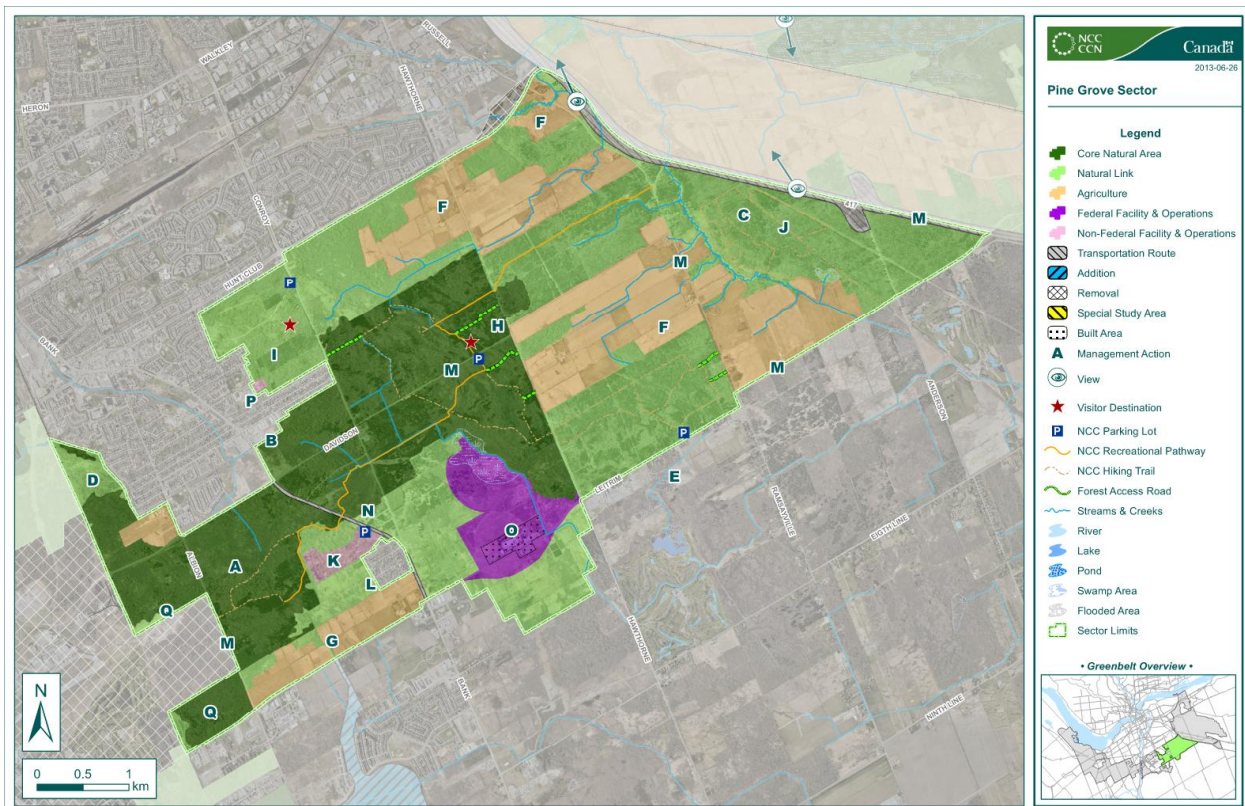 RUSSELL
WALKLEY
HAWTHORNE
HERON
F
CONROY
F
C
J
417
M
M
HUNT CLUB
P
BANK
H
F
I
M
M
P
DAVIDSON
B
ANDERSON
P
D
LEITRIM
E
RAMSAYVILLE
N
P
O
EIGTH LINE
K
ALBION
A
L
Q
M
G
HAWTHORNE
BANK
Q
NINTH LINE
N
0 0.5 1
km
NCC
CCN
Canada
2013-06-26
Pine Grove Sector
Legend
Core Natural Area
Natural Link
Agriculture
Federal Facility & Operations
Non-Federal Facility & Operations
Transportation Route
Addition
Removal
Special Study Area
Built Area
A Management Action
View
Visitor Destination
P NCC Parking Lot
NCC Recreational Pathway
NCC Hiking Trail
Forest Access Road
Streams & Creeks
River
Lake
Pond
Swamp Area
Flooded Area
Sector Limits
• Greenbelt Overview •